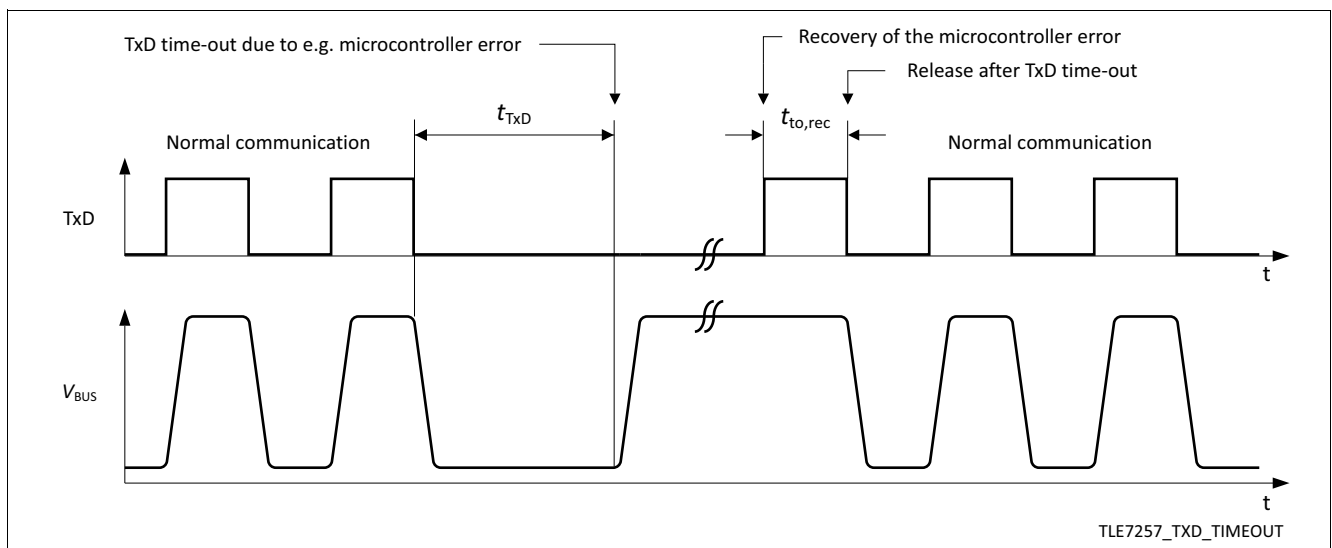 TxD time-out due to e.g. microcontroller error
Recovery of the microcontroller error
Release after TxD time-out
tTxD
tto,rec
Normal communication
Normal communication
TxD
t
VBUS
t
TLE7257_TXD_TIMEOUT